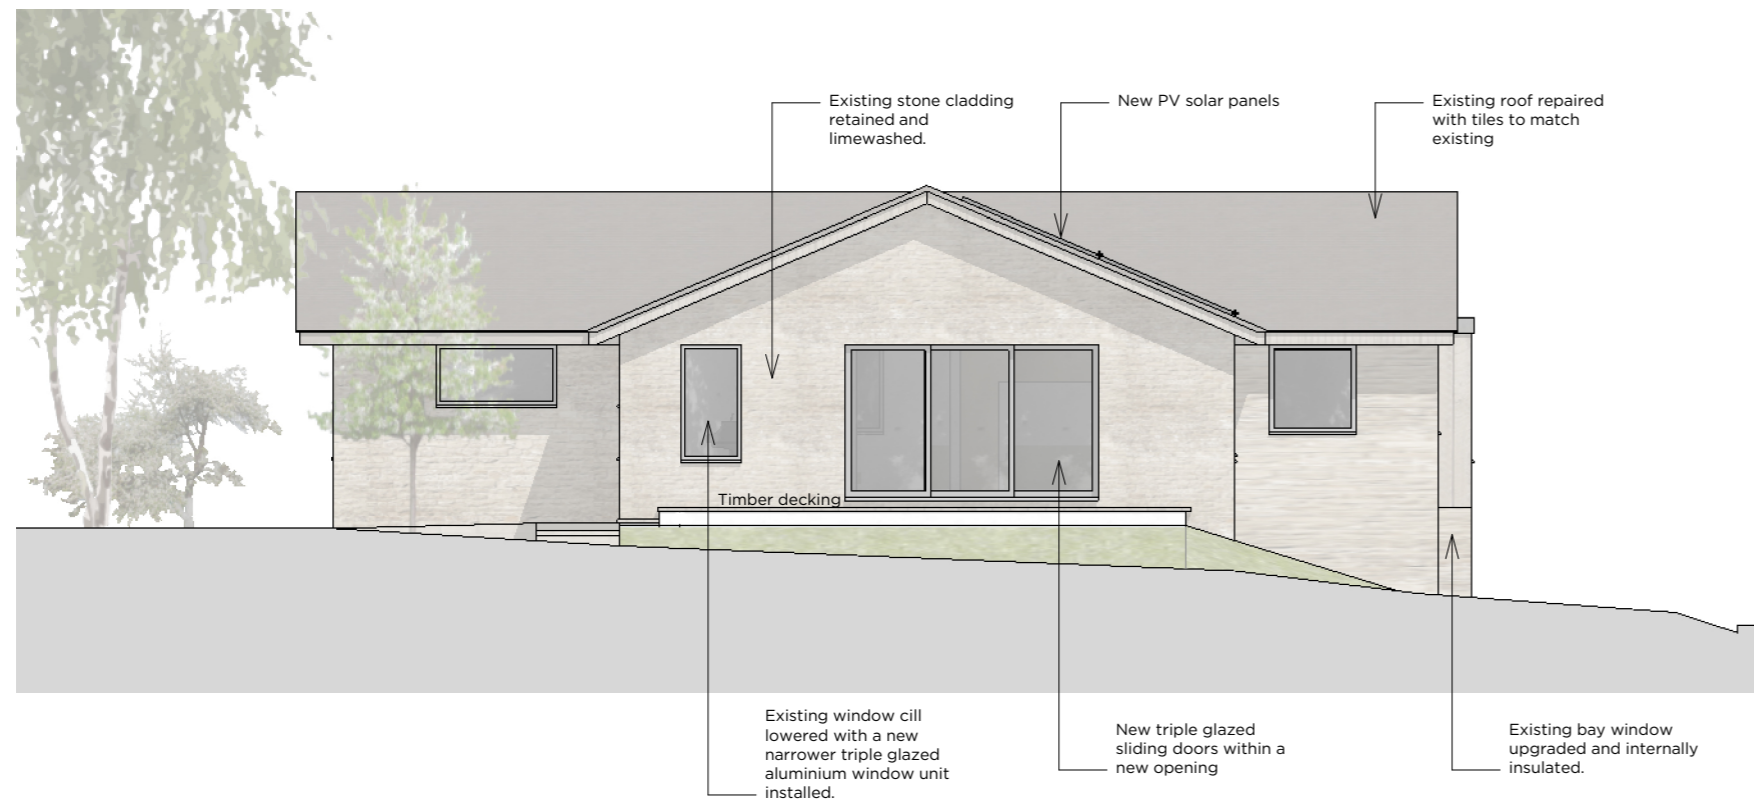 Existing stone cladding
retained and
limewashed.
New PV solar panels
Existing roof repaired
with tiles to match
existing
Timber decking
Existing window cill
lowered with a new
narrower triple glazed
aluminium window unit
installed.
New triple glazed
sliding doors within a
new opening
Existing bay window
upgraded and internally
insulated.